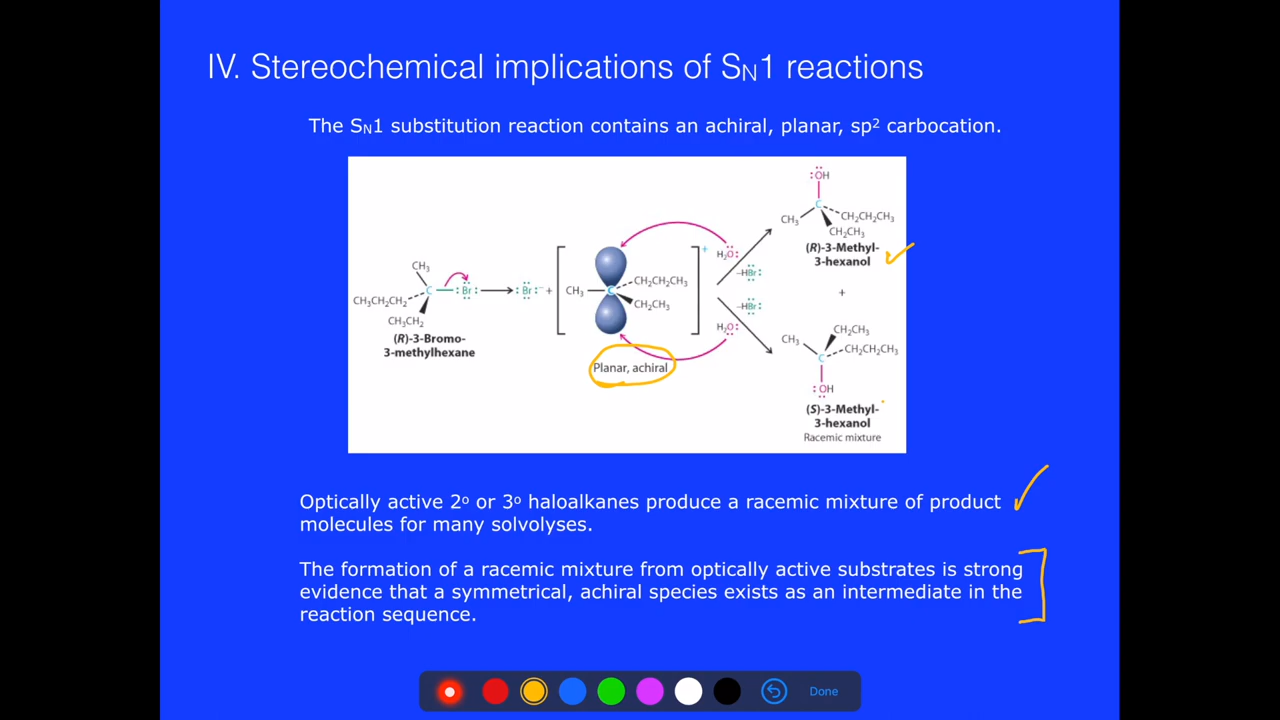 IV. Stereochemical implications of SN1 reactions
The SN1 substitution reaction contains an achiral, planar, sp² carbocation.
CH₃
CH₃CH₂CH₂
C
:Br:
CH₃CH₂
(R)-3-Bromo-
3-methylhexane
:Br:⁻ +
CH₃
C
CH₂CH₂CH₃
CH₂CH₃
+
Planar, achiral
H₂O:
–HBr:
–HBr:
H₂O:
:OH
CH₃
C
CH₂CH₂CH₃
CH₂CH₃
(R)-3-Methyl-
3-hexanol
+
CH₂CH₃
CH₃
C
CH₂CH₂CH₃
:OH
(S)-3-Methyl-
3-hexanol
Racemic mixture
Optically active 2º or 3º haloalkanes produce a racemic mixture of product
molecules for many solvolyses.
The formation of a racemic mixture from optically active substrates is strong
evidence that a symmetrical, achiral species exists as an intermediate in the
reaction sequence.
Done